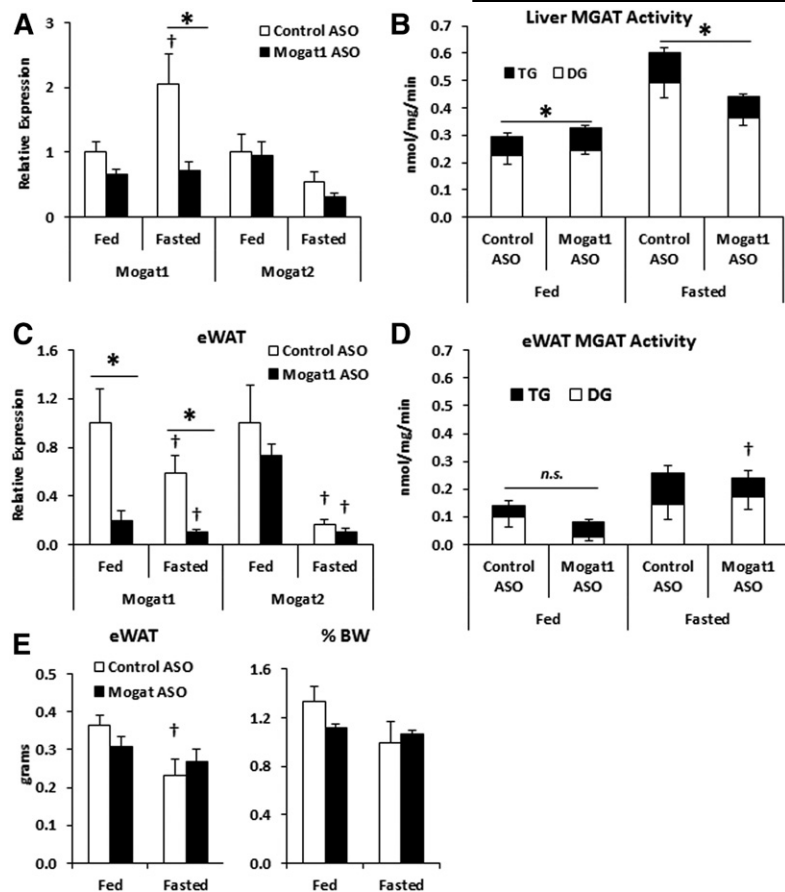 A
3
2
1
0
Relative Expression
Control ASO
Mogat1 ASO
†
*
Fed
Fasted
Fed
Fasted
Mogat1
Mogat2
B
Liver MGAT Activity
0.7
0.6
0.5
0.4
0.3
0.2
0.1
0.0
nmol/mg/min
TG
DG
*
*
Control
ASO
Mogat1
ASO
Control
ASO
Mogat1
ASO
Fed
Fasted
C
eWAT
1.6
1.2
0.8
0.4
0.0
Relative Expression
Control ASO
Mogat1 ASO
*
*
†
†
†
†
Fed
Fasted
Fed
Fasted
Mogat1
Mogat2
D
eWAT MGAT Activity
0.7
0.6
0.5
0.4
0.3
0.2
0.1
0.0
nmol/mg/min
TG
DG
n.s.
†
Control
ASO
Mogat1
ASO
Control
ASO
Mogat1
ASO
Fed
Fasted
E
eWAT
Control ASO
Mogat ASO
0.5
0.4
0.3
0.2
0.1
0.0
grams
†
Fed
Fasted
% BW
1.6
1.2
0.8
0.4
0.0
Fed
Fasted